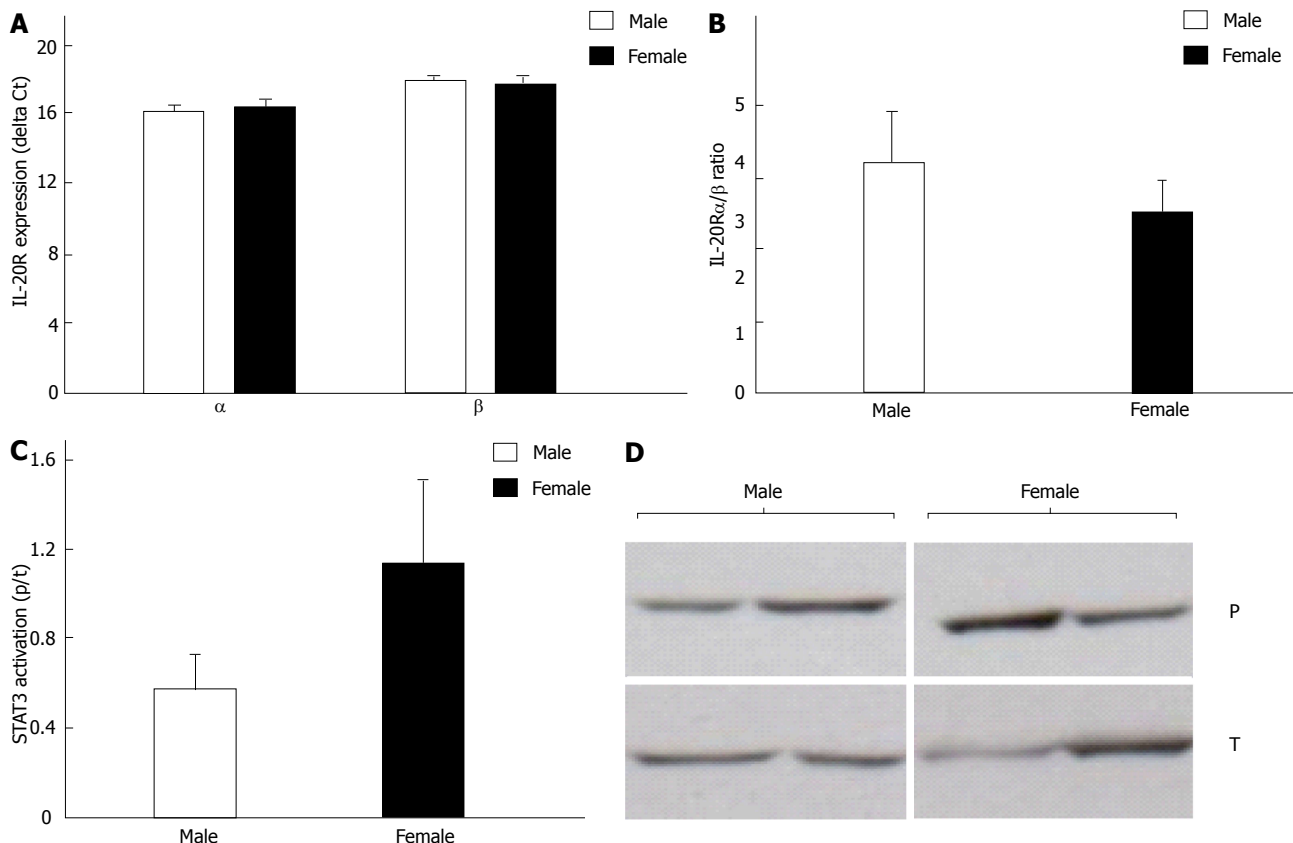 A
Male
Female
IL-20R expression (delta Ct)
20
16
12
8
4
0
α
β
B
Male
Female
IL-20Rα/β ratio
5
4
3
2
1
0
Male
Female
C
Male
Female
STAT3 activation (p/t)
1.6
1.2
0.8
0.4
0
Male
Female
D
Male
Female
P
T